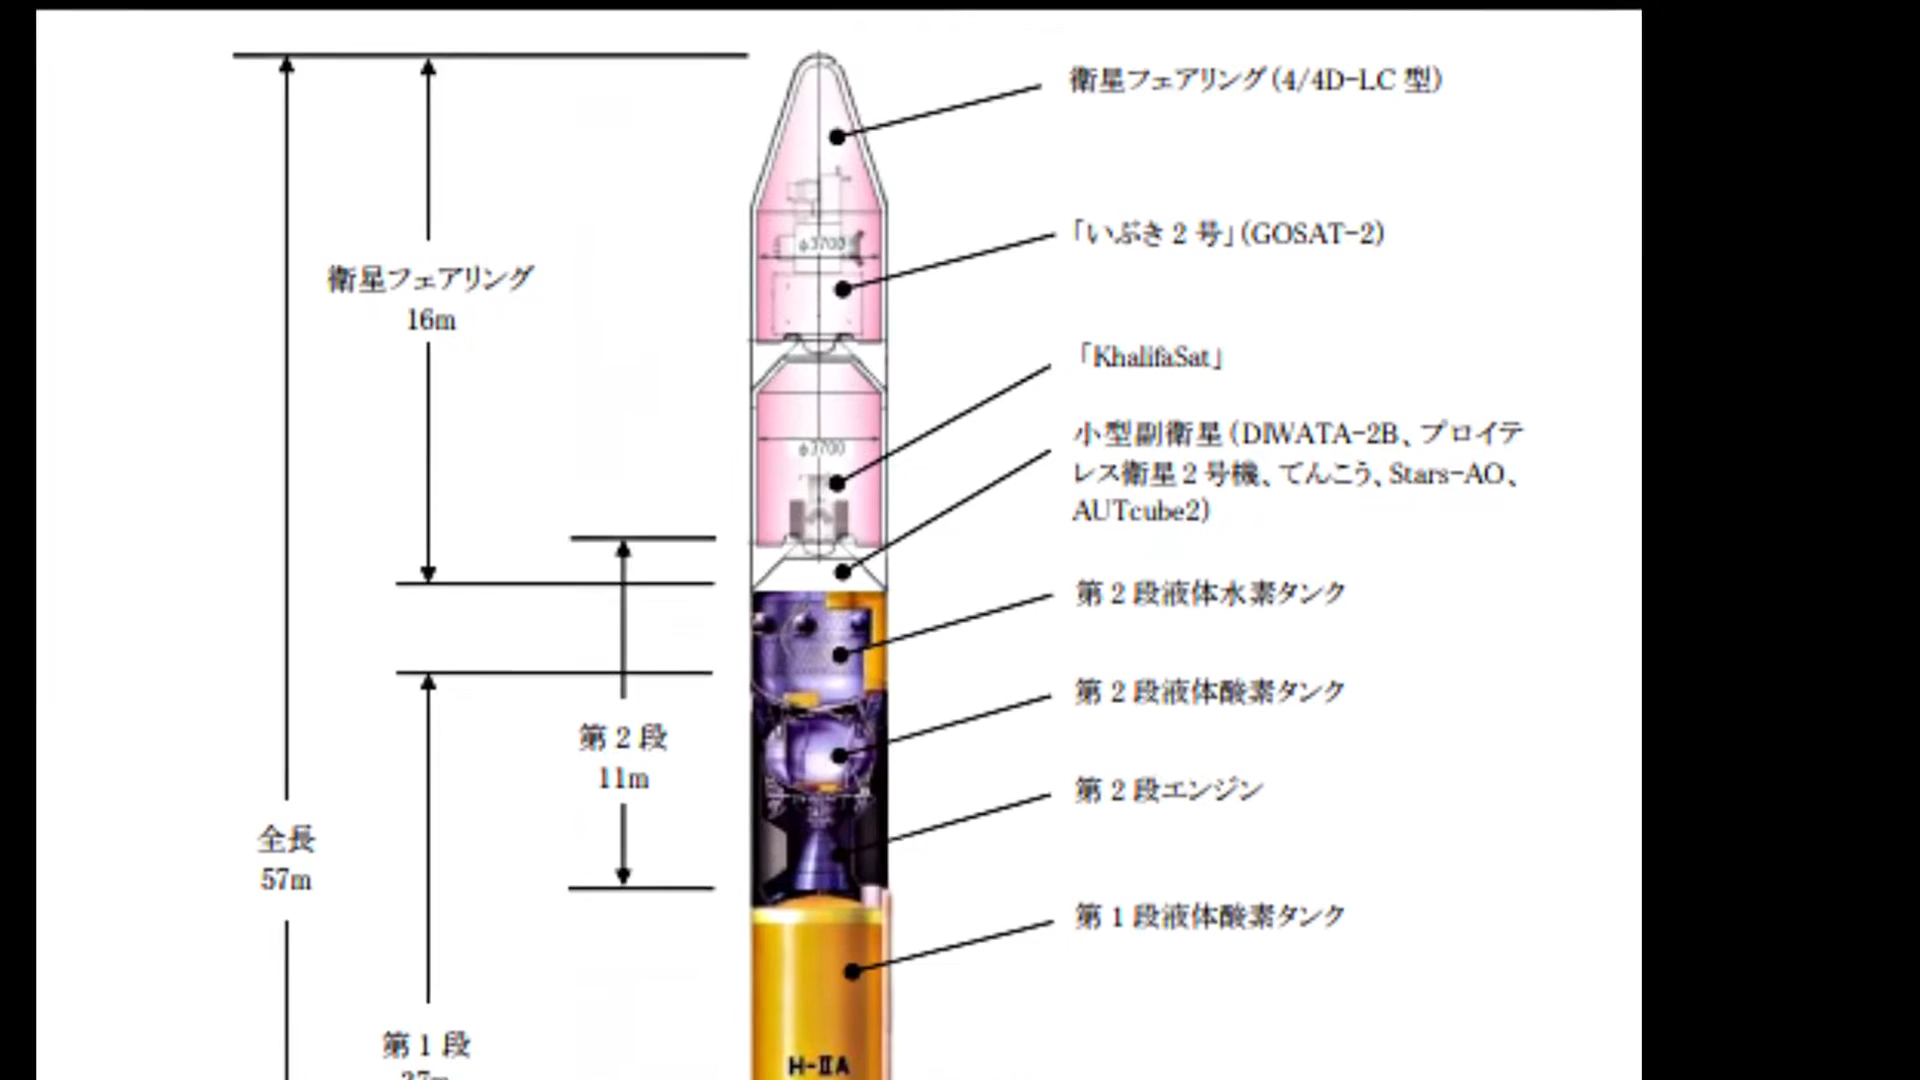 衛星フェアリング(4/4D-LC 型)
「いぶき2号」(GOSAT-2)
φ3700
衛星フェアリング
16m
「KhalifaSat」
小型副衛星(DIWATA-2B、プロイテ
レス衛星2号機、てんこう、Stars-AO、
AUTcube2)
φ3700
第2段液体水素タンク
第2段液体酸素タンク
第2段
11m
第2段エンジン
全長
57m
第1段液体酸素タンク
第1段
H-ⅡA